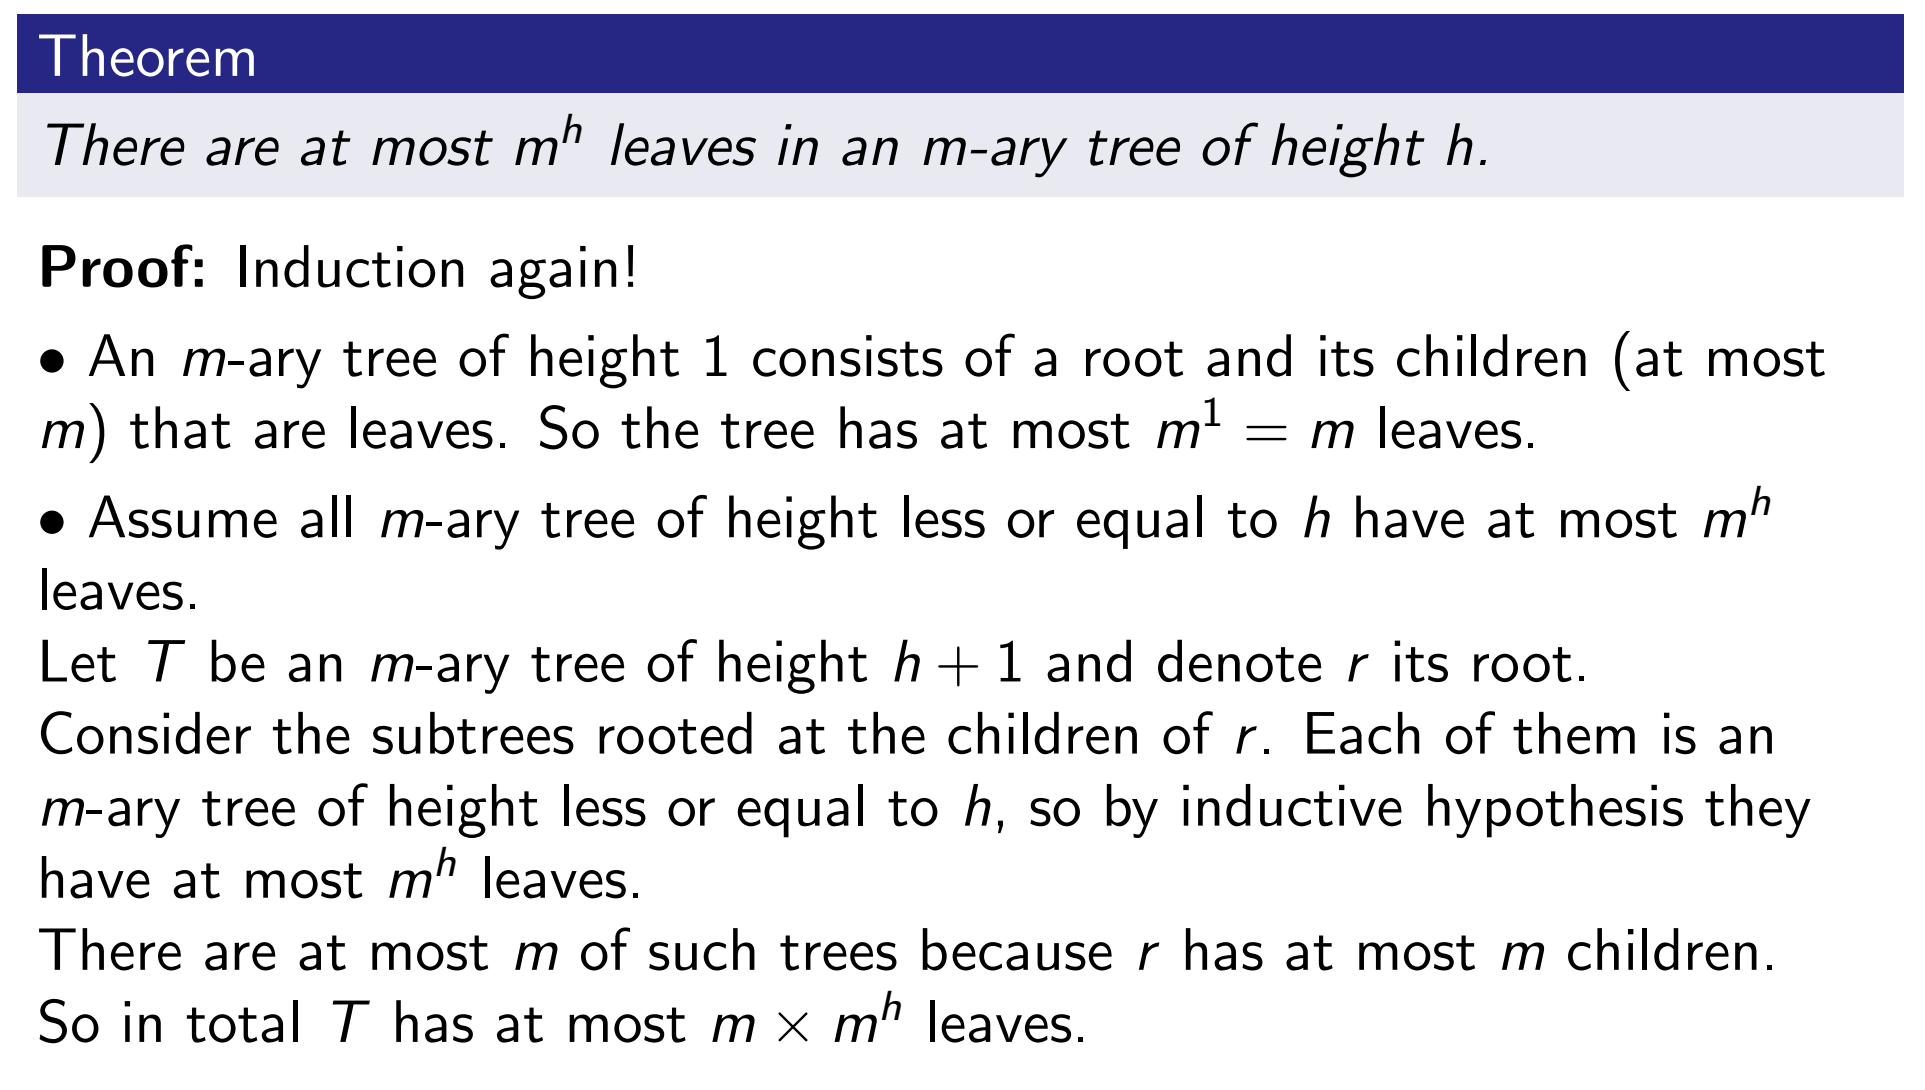 Theorem
There are at most m^h leaves in an m-ary tree of height h.
Proof: Induction again!
• An m-ary tree of height 1 consists of a root and its children (at most
m) that are leaves. So the tree has at most m^1 = m leaves.
• Assume all m-ary tree of height less or equal to h have at most m^h
leaves.
Let T be an m-ary tree of height h + 1 and denote r its root.
Consider the subtrees rooted at the children of r. Each of them is an
m-ary tree of height less or equal to h, so by inductive hypothesis they
have at most m^h leaves.
There are at most m of such trees because r has at most m children.
So in total T has at most m × m^h leaves.